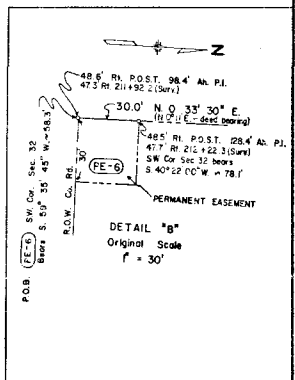 N
48.6' Rt. P.O.S.T. 98.4' Ah. P.I.
47.3' Rt. 211+92.2 (Surv)
30.0' N. 0 33' 30" E.
(N 0° 11' E. - deed bearing)
48.5' Rt. P.O.S.T. 128.4' Ah. P.I.
47.7' Rt. 212+22.3 (Surv)
SW Cor Sec 32 bears
S. 40° 22' 00" W. ~ 78.1'
P.O.B. (PE-6) SW. Cor. Sec. 32
Bears S. 59° 35' 45" W. ~ 58.3'
R.O.W. Co. Rd.
30'
PE-6
PERMANENT EASEMENT
DETAIL "B"
Original Scale
1" = 30'